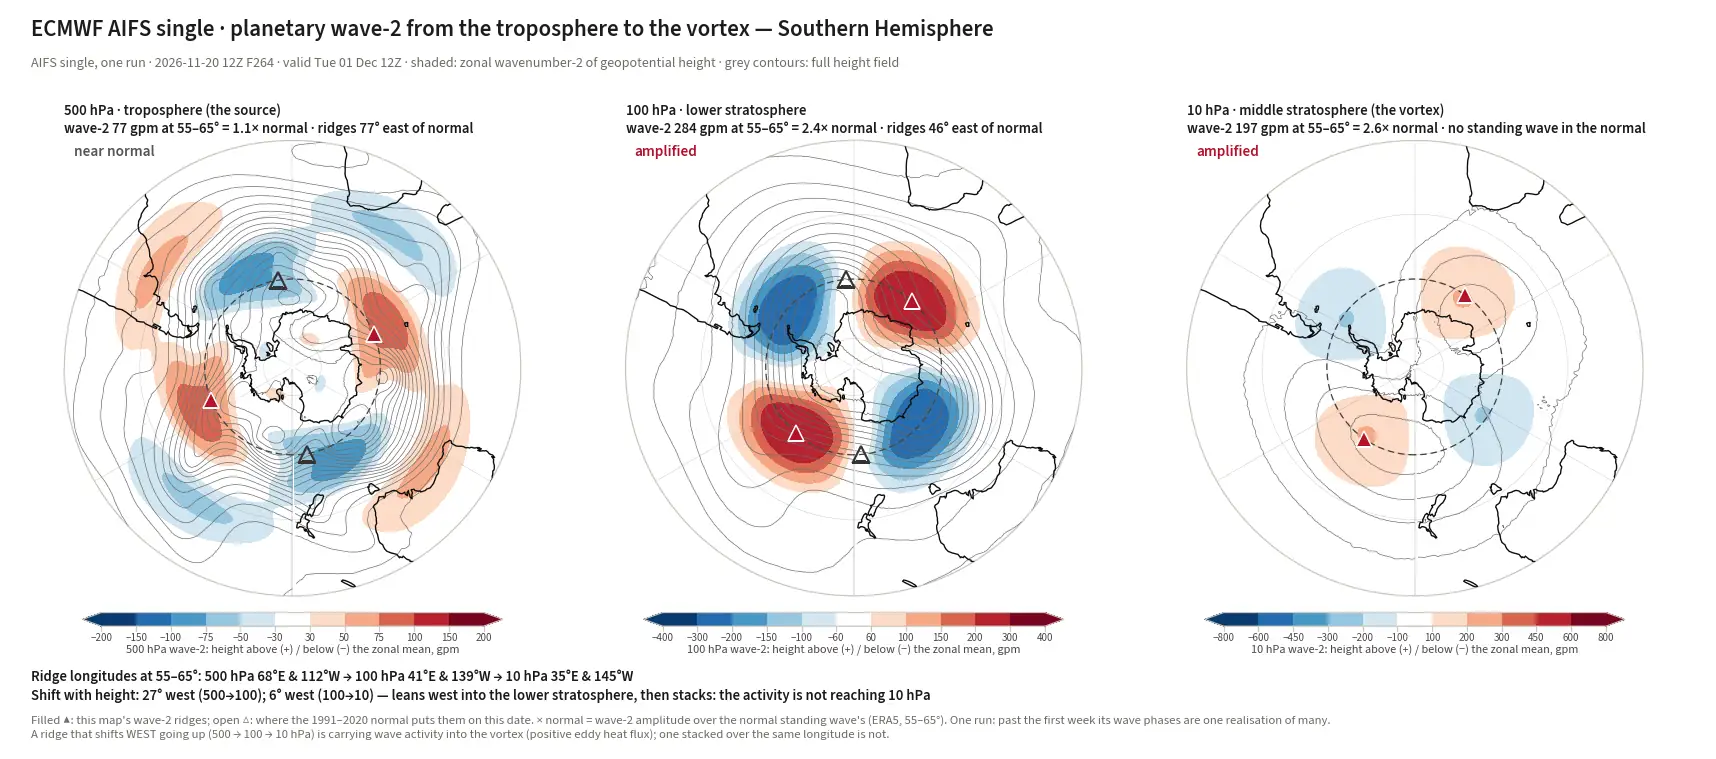 ECMWF AIFS single · planetary wave-2 from the troposphere to the vortex — Southern Hemisphere
AIFS single, one run · 2026-11-20 12Z F264 · valid Tue 01 Dec 12Z · shaded: zonal wavenumber-2 of geopotential height · grey contours: full height field
500 hPa · troposphere (the source)
wave-2 77 gpm at 55–65° = 1.1× normal · ridges 77° east of normal
near normal
100 hPa · lower stratosphere
wave-2 284 gpm at 55–65° = 2.4× normal · ridges 46° east of normal
amplified
10 hPa · middle stratosphere (the vortex)
wave-2 197 gpm at 55–65° = 2.6× normal · no standing wave in the normal
amplified
−200 −150 −100 −75 −50 −30 30 50 75 100 150 200
500 hPa wave-2: height above (+) / below (−) the zonal mean, gpm
−400 −300 −200 −150 −100 −60 60 100 150 200 300 400
100 hPa wave-2: height above (+) / below (−) the zonal mean, gpm
−800 −600 −450 −300 −200 −100 100 200 300 450 600 800
10 hPa wave-2: height above (+) / below (−) the zonal mean, gpm
Ridge longitudes at 55–65°: 500 hPa 68°E & 112°W → 100 hPa 41°E & 139°W → 10 hPa 35°E & 145°W
Shift with height: 27° west (500→100); 6° west (100→10) — leans west into the lower stratosphere, then stacks: the activity is not reaching 10 hPa
Filled ▲: this map's wave-2 ridges; open △: where the 1991–2020 normal puts them on this date. × normal = wave-2 amplitude over the normal standing wave's (ERA5, 55–65°). One run: past the first week its wave phases are one realisation of many.
A ridge that shifts WEST going up (500 → 100 → 10 hPa) is carrying wave activity into the vortex (positive eddy heat flux); one stacked over the same longitude is not.